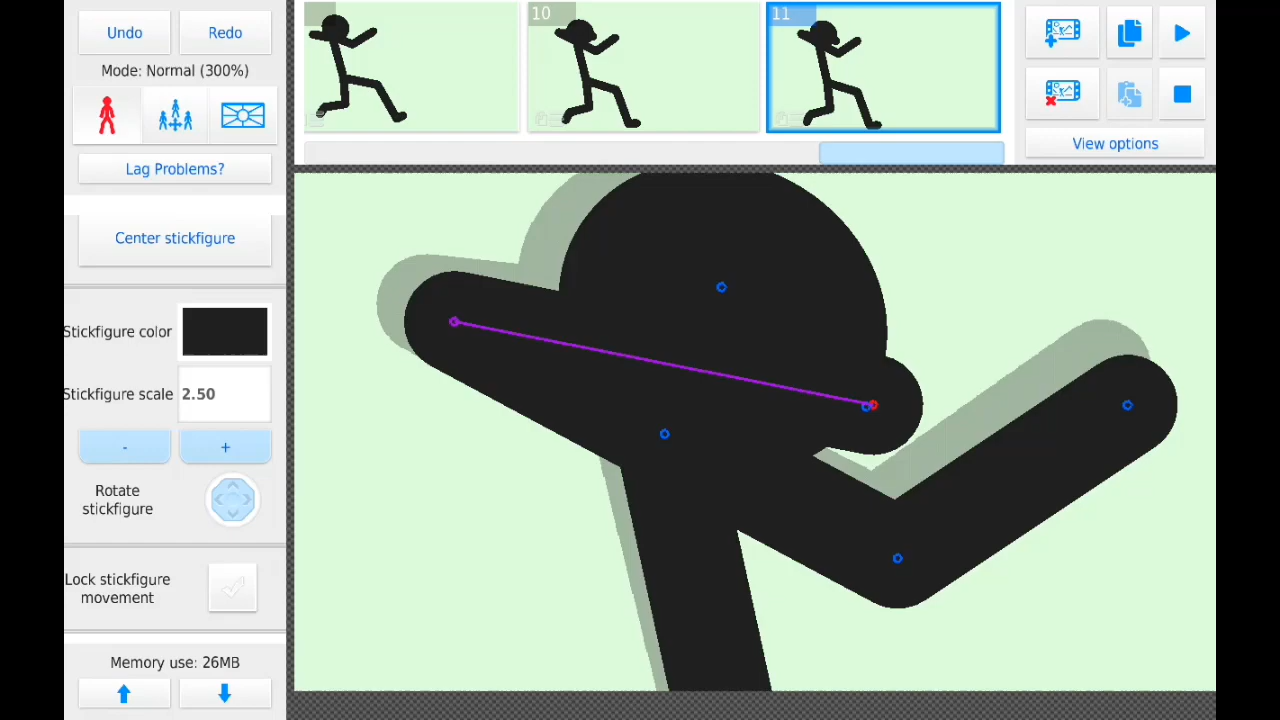 Undo
Redo
10
11
Mode: Normal (300%)
View options
Lag Problems?
Center stickfigure
Stickfigure color
Stickfigure scale
2.50
-
+
Rotate
stickfigure
Lock stickfigure
movement
Memory use: 26MB